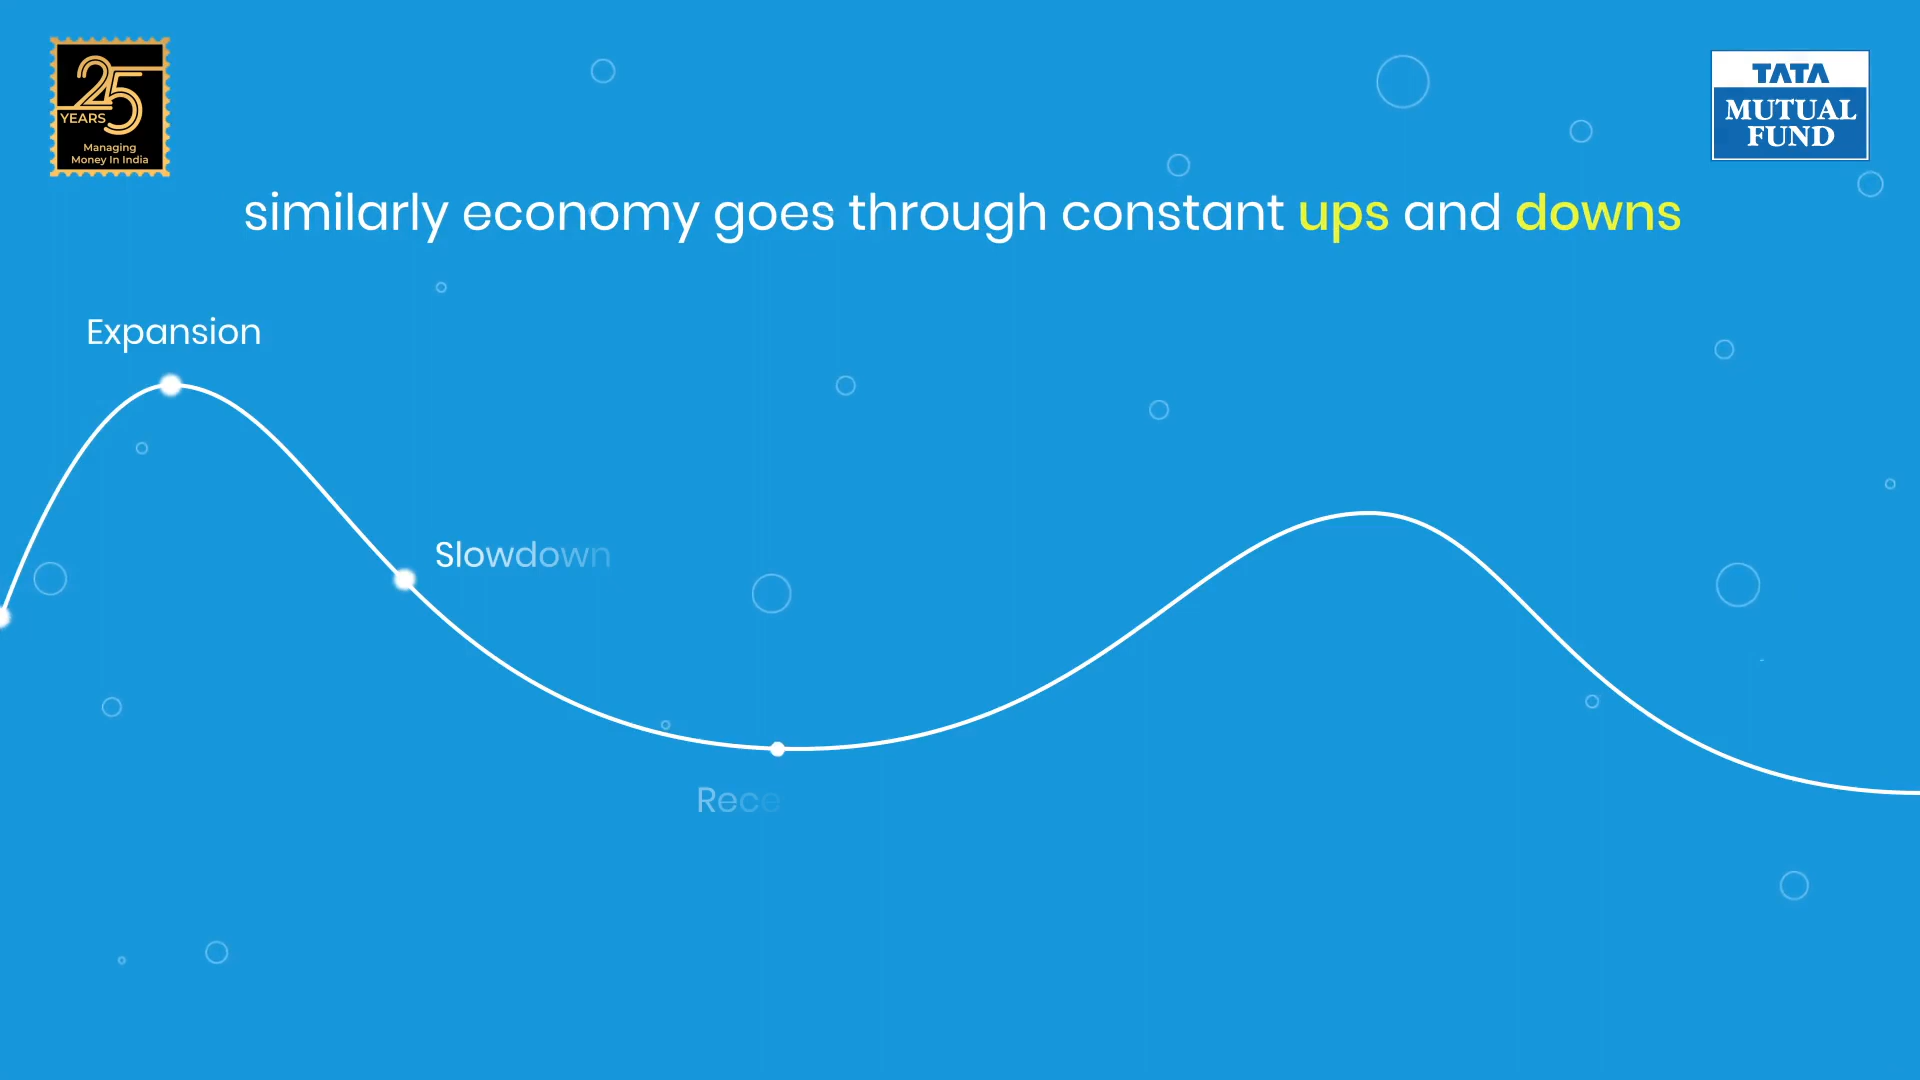 25
YEARS
Managing
Money In India
TATA
MUTUAL
FUND
similarly economy goes through constant ups and downs
Expansion
Slowdown
Rece